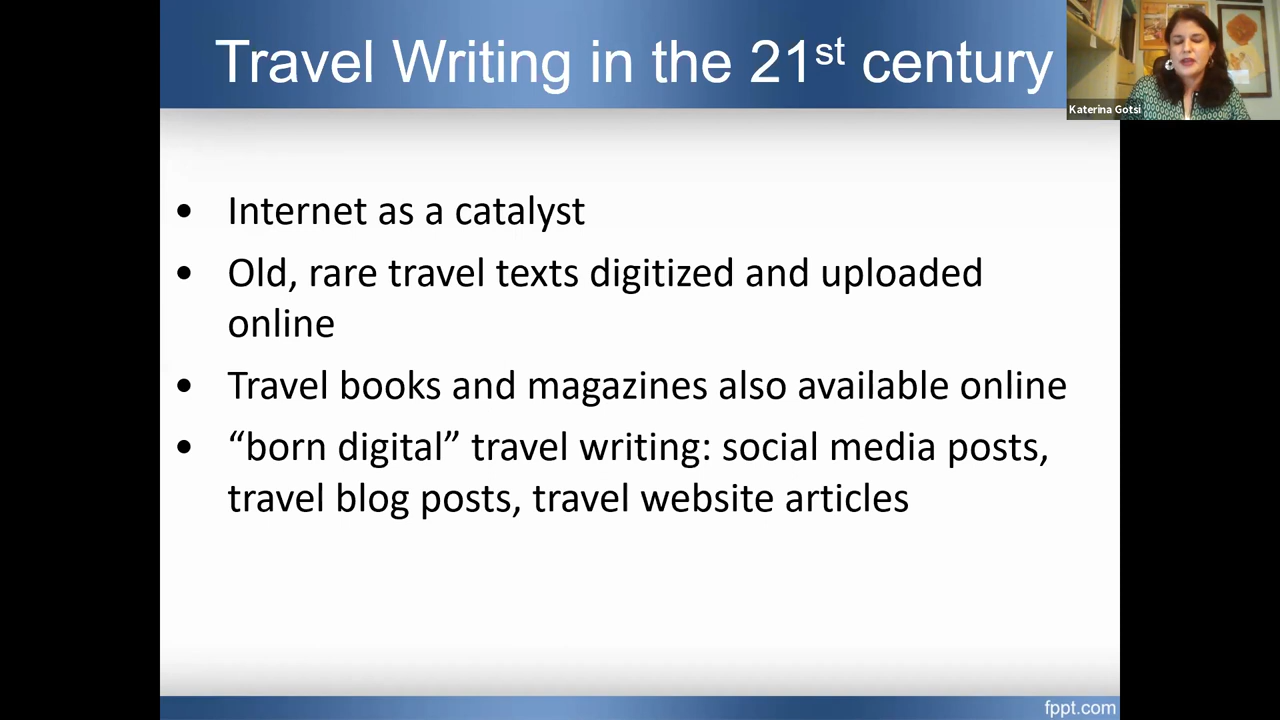 Travel Writing in the 21st century
Katerina Gotsi
• Internet as a catalyst
• Old, rare travel texts digitized and uploaded
online
• Travel books and magazines also available online
• “born digital” travel writing: social media posts,
travel blog posts, travel website articles
fppt.com